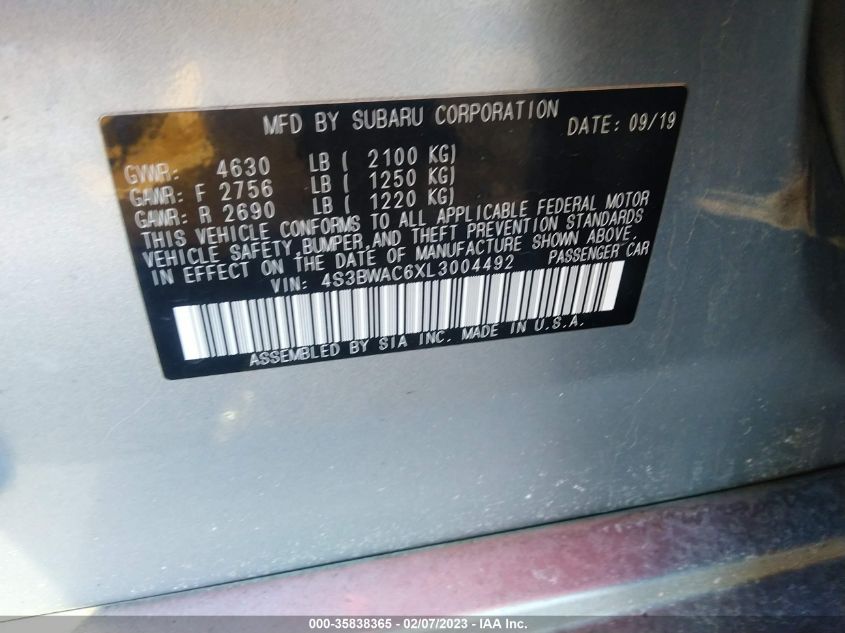 MFD BY SUBARU CORPORATION DATE: 09/19
GVWR: 4630 LB ( 2100 KG)
GAWR: F 2756 LB ( 1250 KG)
GAWR: R 2690 LB ( 1220 KG)
THIS VEHICLE CONFORMS TO ALL APPLICABLE FEDERAL MOTOR
VEHICLE SAFETY,BUMPER,AND THEFT PREVENTION STANDARDS
IN EFFECT ON THE DATE OF MANUFACTURE SHOWN ABOVE.
VIN: 4S3BWAC6XL3004492 PASSENGER CAR
ASSEMBLED BY SIA INC. MADE IN U.S.A.
000-35838365 - 02/07/2023 - IAA Inc.